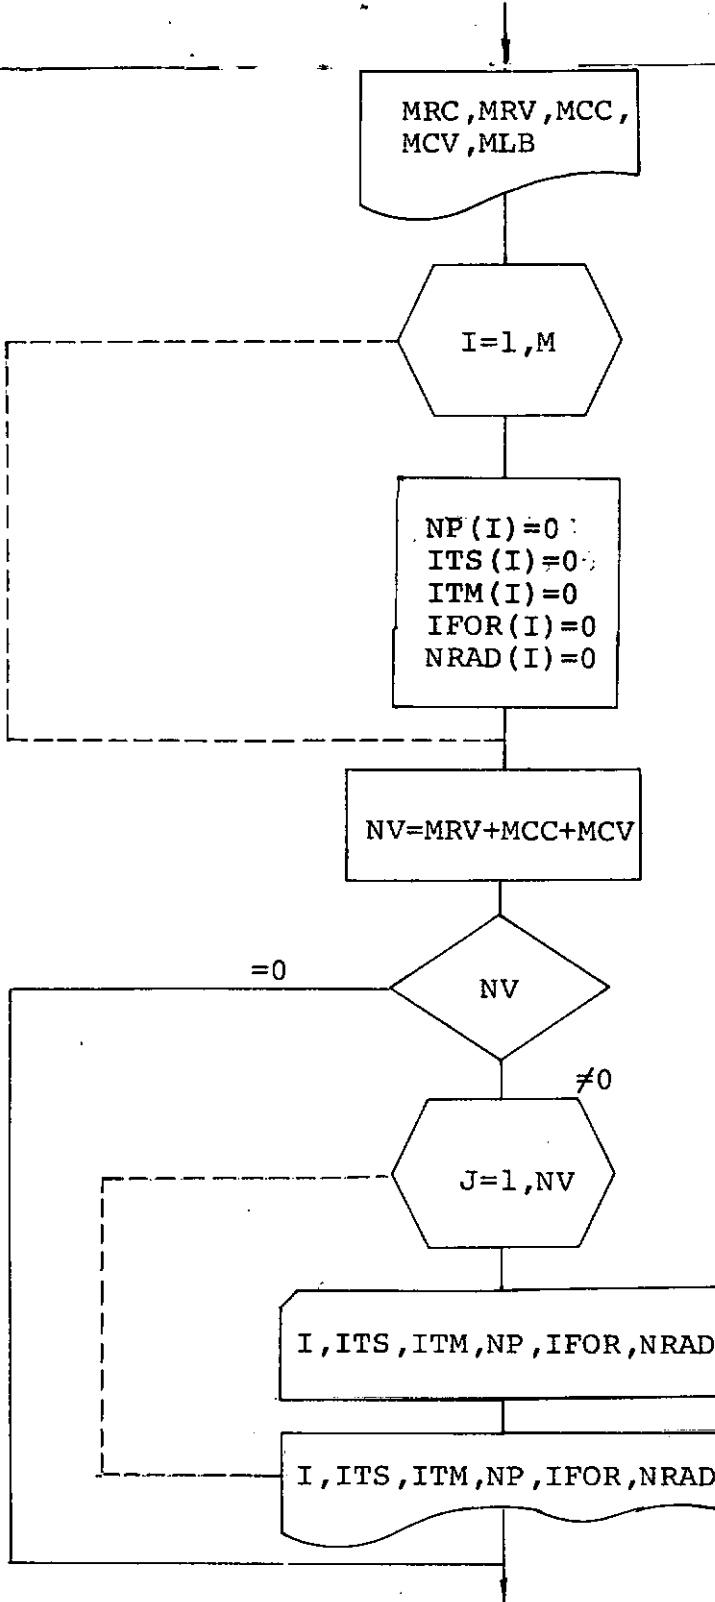 MRC,MRV,MCC,
MCV,MLB
I=1,M
NP(I)=0
ITS(I)=0
ITM(I)=0
IFOR(I)=0
NRAD(I)=0
NV=MRV+MCC+MCV
=0
NV
≠0
J=1,NV
I,ITS,ITM,NP,IFOR,NRAD
I,ITS,ITM,NP,IFOR,NRAD